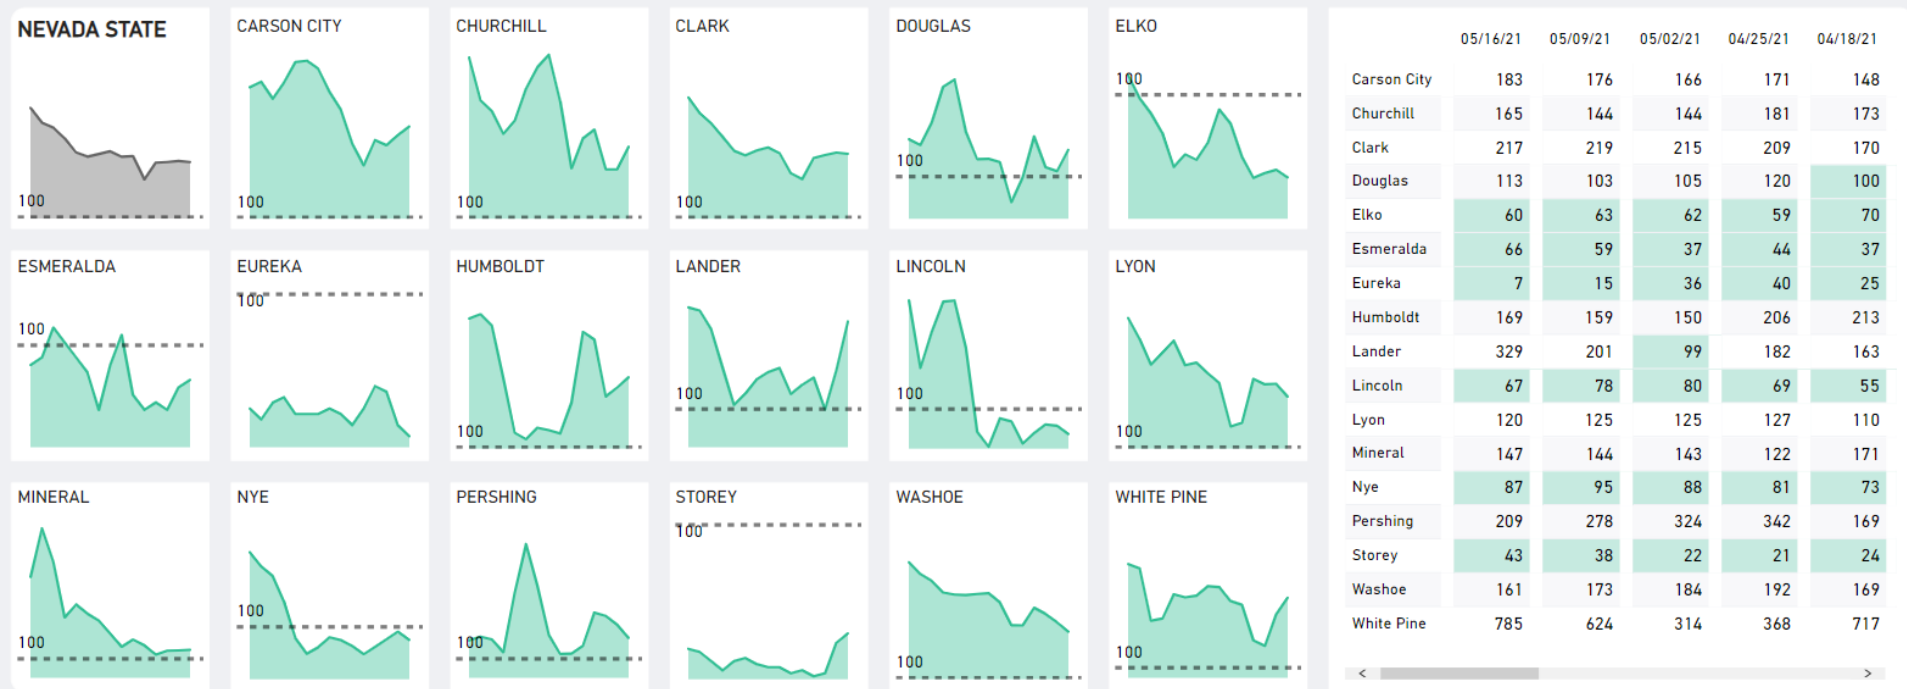 NEVADA STATE
100
CARSON CITY
100
CHURCHILL
100
CLARK
100
DOUGLAS
100
ELKO
100
ESMERALDA
100
EUREKA
100
HUMBOLDT
100
LANDER
100
LINCOLN
100
LYON
100
MINERAL
100
NYE
100
PERSHING
100
STOREY
100
WASHOE
100
WHITE PINE
100
05/16/21 05/09/21 05/02/21 04/25/21 04/18/21
Carson City 183 176 166 171 148
Churchill 165 144 144 181 173
Clark 217 219 215 209 170
Douglas 113 103 105 120 100
Elko 60 63 62 59 70
Esmeralda 66 59 37 44 37
Eureka 7 15 36 40 25
Humboldt 169 159 150 206 213
Lander 329 201 99 182 163
Lincoln 67 78 80 69 55
Lyon 120 125 125 127 110
Mineral 147 144 143 122 171
Nye 87 95 88 81 73
Pershing 209 278 324 342 169
Storey 43 38 22 21 24
Washoe 161 173 184 192 169
White Pine 785 624 314 368 717